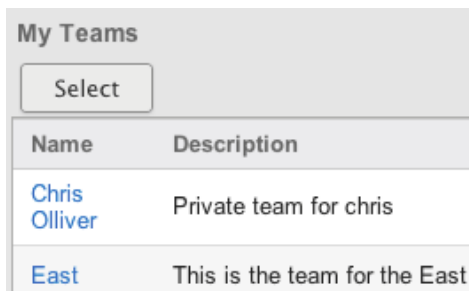 My Teams
Select
Name Description
Chris
Olliver Private team for chris
East This is the team for the East